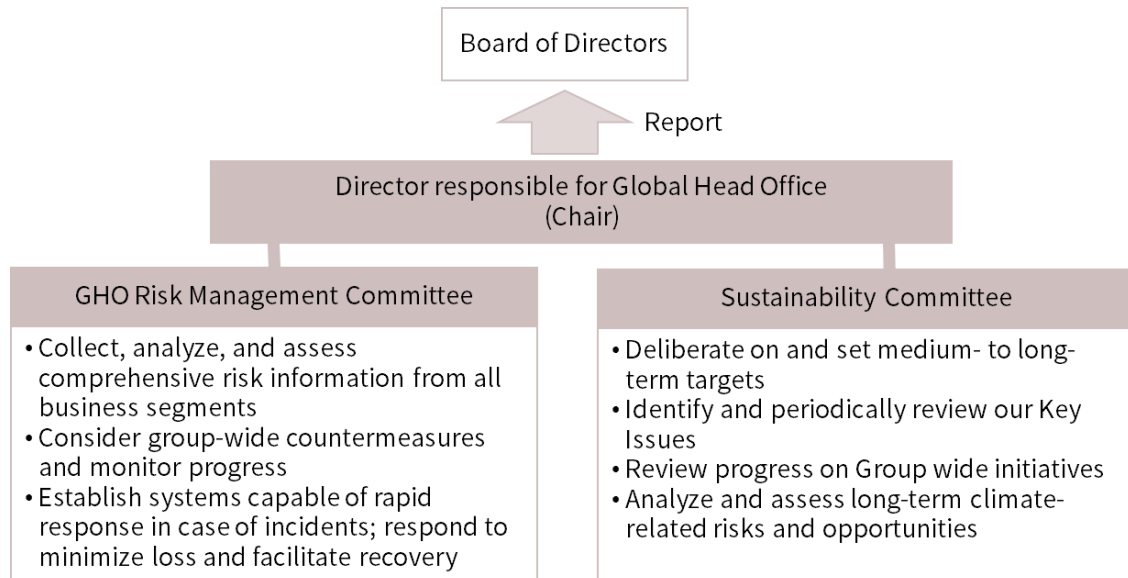 Board of Directors
Report
Director responsible for Global Head Office
(Chair)
GHO Risk Management Committee
• Collect, analyze, and assess
comprehensive risk information from all
business segments
• Consider group-wide countermeasures
and monitor progress
• Establish systems capable of rapid
response in case of incidents; respond to
minimize loss and facilitate recovery
Sustainability Committee
• Deliberate on and set medium- to long-
term targets
• Identify and periodically review our Key
Issues
• Review progress on Group wide initiatives
• Analyze and assess long-term climate-
related risks and opportunities